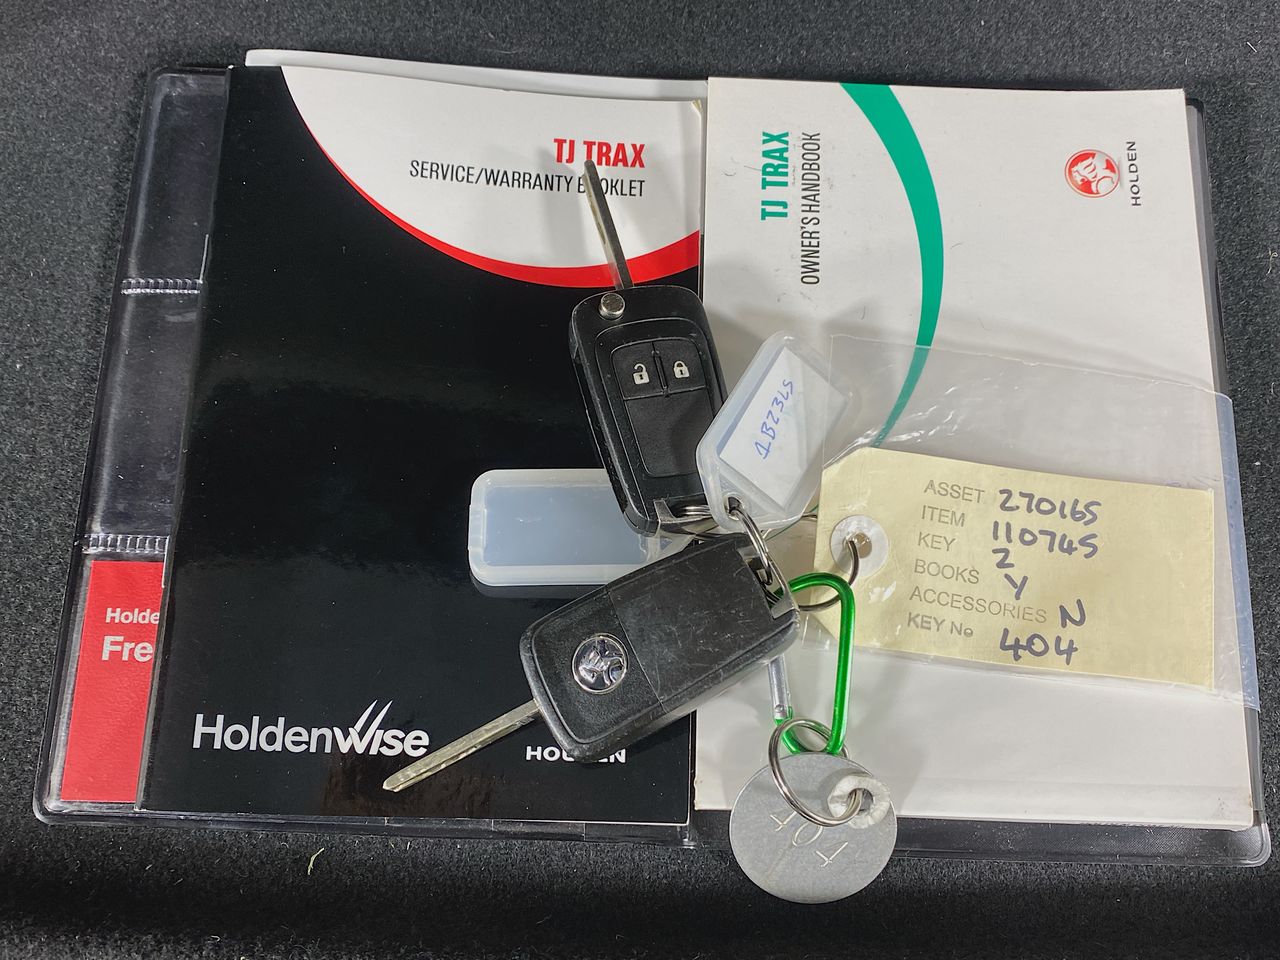 TJ TRAX
SERVICE/WARRANTY BOOKLET
Holde
Fre
Holdenwise
HOLDEN
TJ TRAX
OWNER'S HANDBOOK
HOLDEN
1BZ3LS
ASSET 270165
ITEM 110745
KEY 2
BOOKS Y
ACCESSORIES N
KEY No 404
404